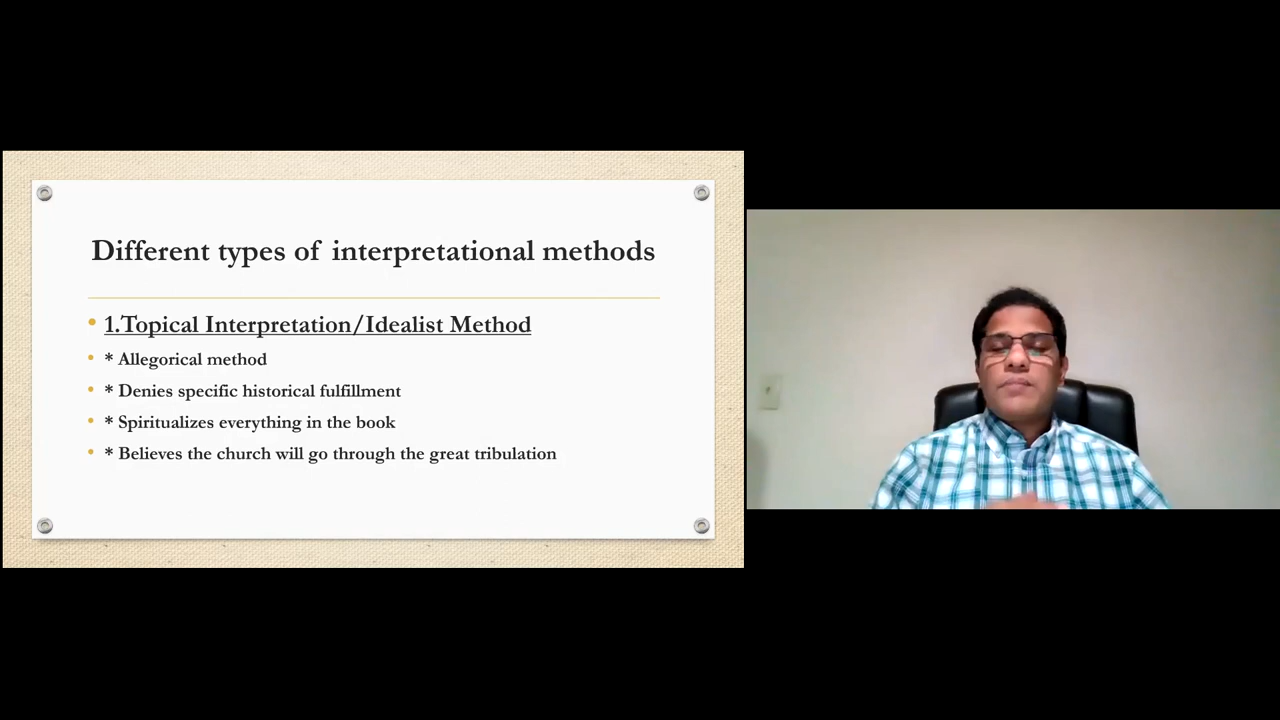 Different types of interpretational methods
• 1.Topical Interpretation/Idealist Method
• * Allegorical method
• * Denies specific historical fulfillment
• * Spiritualizes everything in the book
• * Believes the church will go through the great tribulation